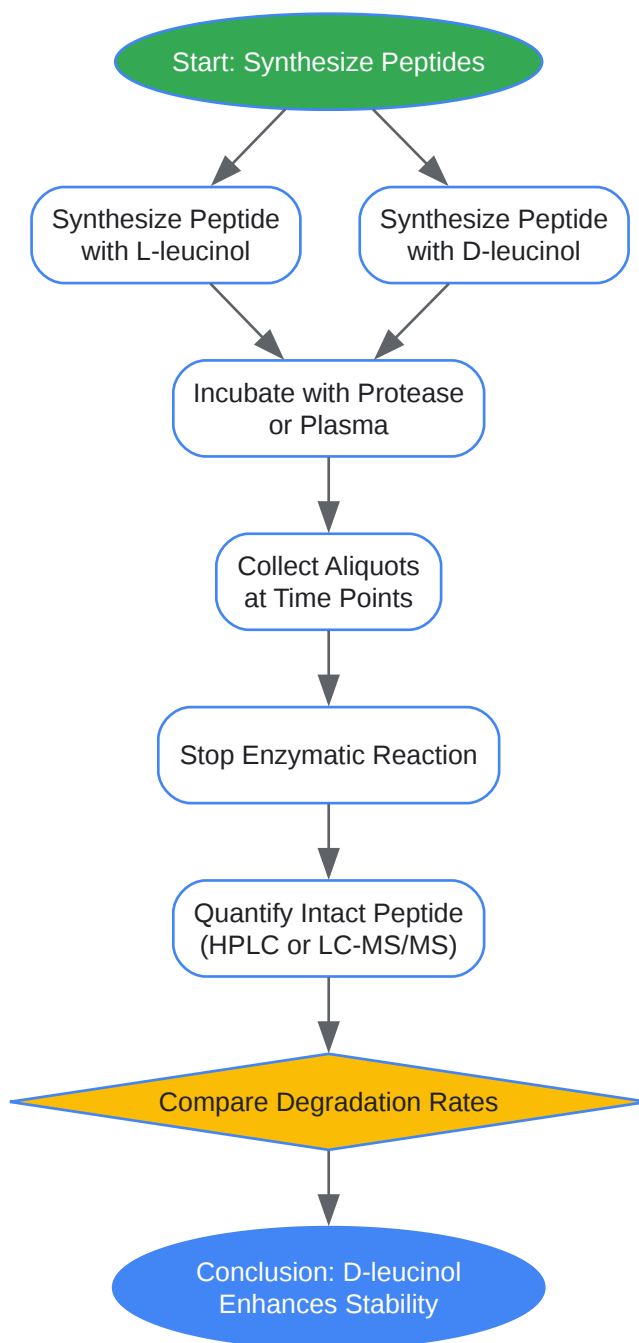 Start: Synthesize Peptides
Synthesize Peptide
with L-leucinol
Synthesize Peptide
with D-leucinol
Incubate with Protease
or Plasma
Collect Aliquots
at Time Points
Stop Enzymatic Reaction
Quantify Intact Peptide
(HPLC or LC-MS/MS)
Compare Degradation Rates
Conclusion: D-leucinol
Enhances Stability